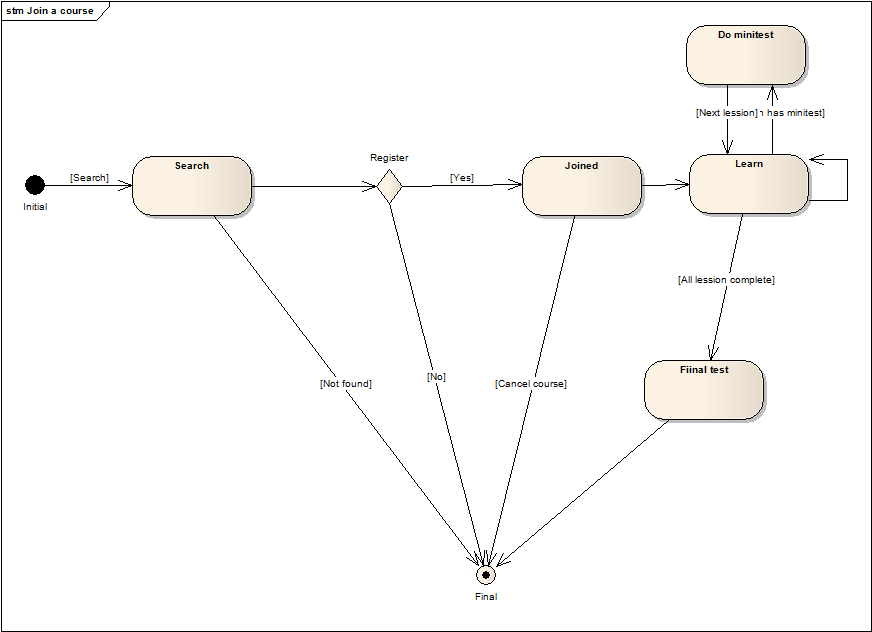 stm Join a course
Do minitest
[Next lession]
has minitest]
Register
Search
[Search]
[Yes]
Joined
Learn
Initial
[All lession complete]
Fiinal test
[Not found]
[No]
[Cancel course]
Final